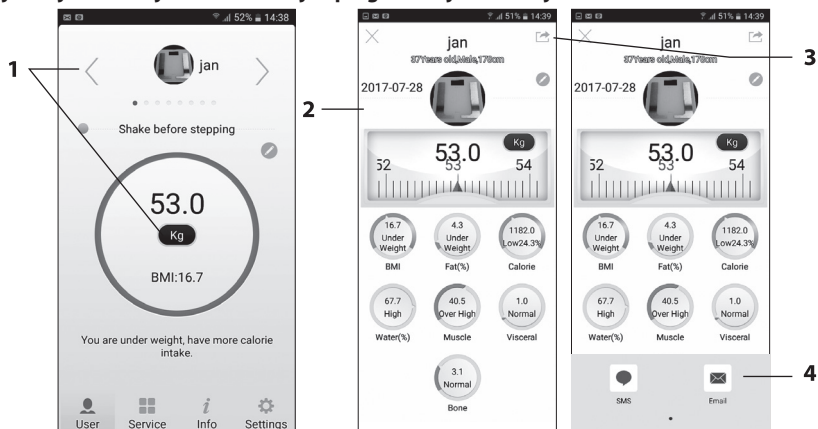 52% 14:38
jan
Shake before stepping
53.0
Kg
BMI:16.7
You are under weight, have more calorie
intake.
User Service Info Settings
1
2
51% 14:39
jan
37Years old,Male,170cm
2017-07-28
Kg
53.0
52 53 54
16.7 4.3 1182.0
Under Under Low24.3%
Weight Weight
BMI Fat(%) Calorie
67.7 40.5 1.0
High Over High Normal
Water(%) Muscle Visceral
3.1
Normal
Bone
51% 14:39
jan
37Years old,Male,170cm
2017-07-28
Kg
53.0
52 53 54
16.7 4.3 1182.0
Under Under Low24.3%
Weight Weight
BMI Fat(%) Calorie
67.7 40.5 1.0
High Over High Normal
Water(%) Muscle Visceral
SMS Email
3
4